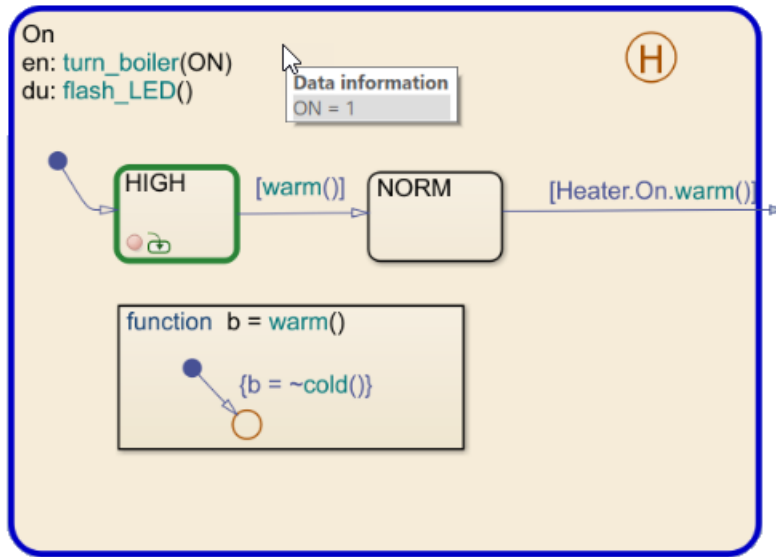 On
en: turn_boiler(ON)
du: flash_LED()
H
Data information
ON = 1
HIGH
[warm()]
NORM
[Heater.On.warm()]
function b = warm()
{b = ~cold()}